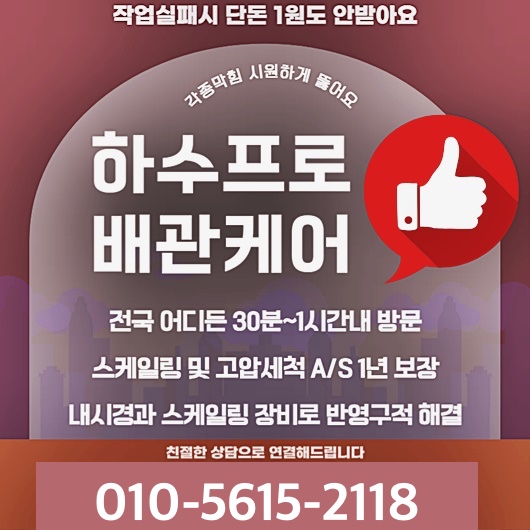 작업실패시 단돈 1원도 안받아요
각종막힘 시원하게 뚫어요
하수프로
배관케어
전국 어디든 30분~1시간내 방문
스케일링 및 고압세척 A/S 1년 보장
내시경과 스케일링 장비로 반영구적 해결
친절한 상담으로 연결해드립니다
010-5615-2118